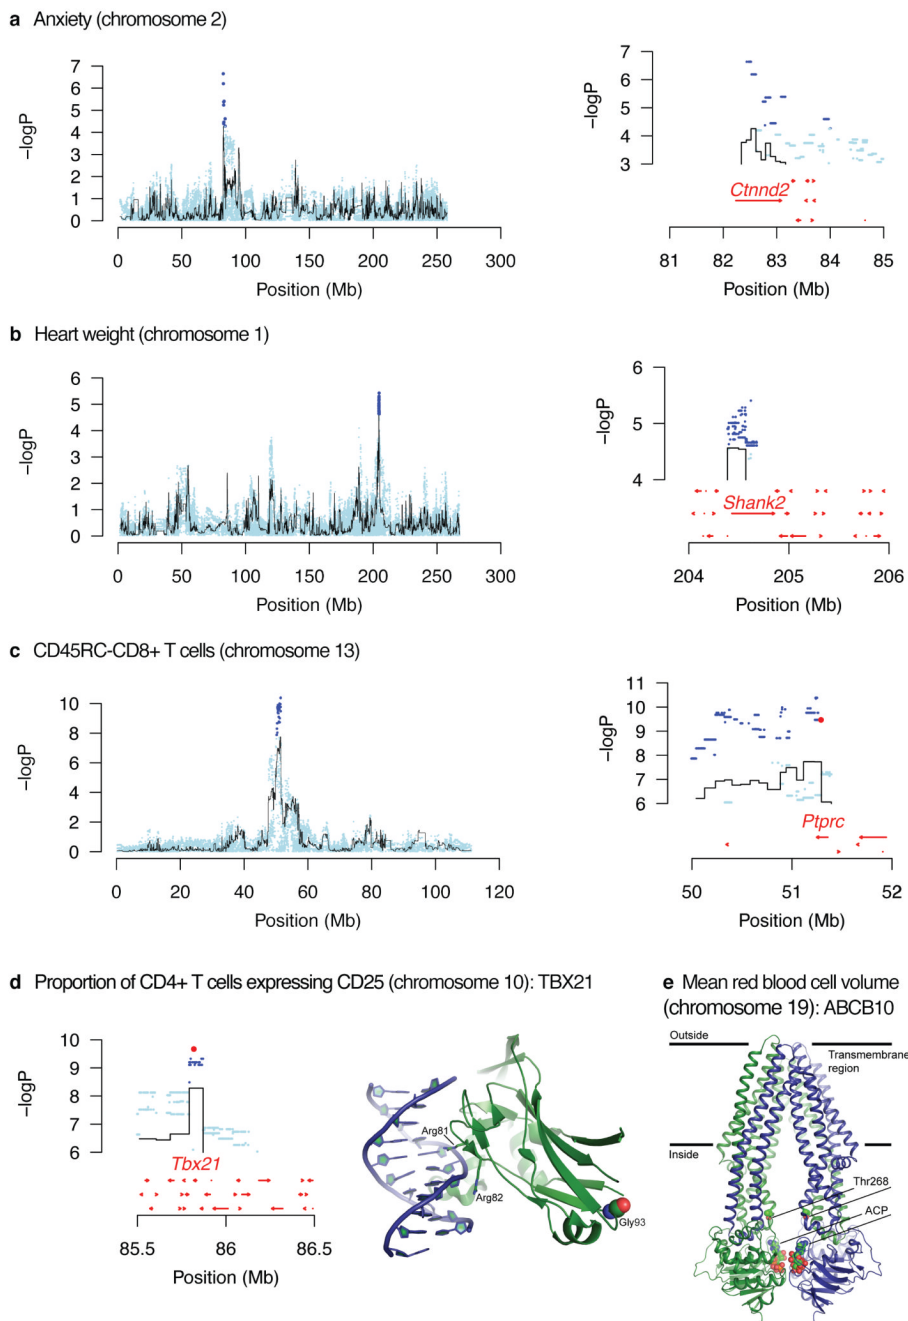 a Anxiety (chromosome 2)
−logP
7
6
5
4
3
2
1
0
0 50 100 150 200 250 300
Position (Mb)
−logP
7
6
5
4
3
Ctnnd2
81 82 83 84 85
Position (Mb)
b Heart weight (chromosome 1)
−logP
6
5
4
3
2
1
0
0 50 100 150 200 250 300
Position (Mb)
−logP
6
5
4
Shank2
204 205 206
Position (Mb)
c CD45RC-CD8+ T cells (chromosome 13)
−logP
10
8
6
4
2
0
0 20 40 60 80 100 120
Position (Mb)
−logP
11
10
9
8
7
6
Ptprc
50 51 52
Position (Mb)
d Proportion of CD4+ T cells expressing CD25 (chromosome 10): TBX21
−logP
10
9
8
7
6
Tbx21
85.5 86 86.5
Position (Mb)
Arg81
Arg82
Gly93
e Mean red blood cell volume
(chromosome 19): ABCB10
Outside
Transmembrane
region
Inside
Thr268
ACP